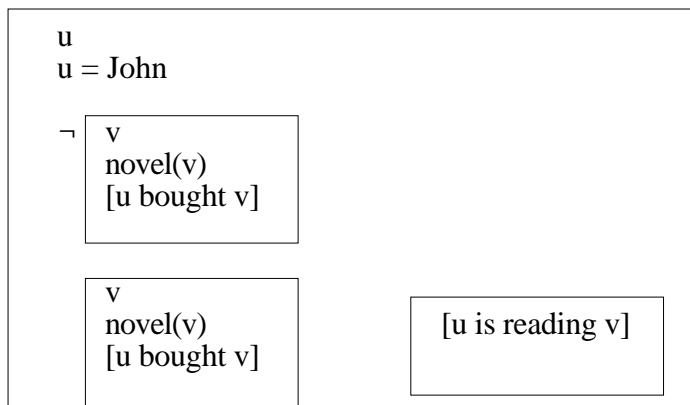 u
u = John
¬ v
novel(v)
[u bought v]
v
novel(v)
[u bought v]
[u is reading v]